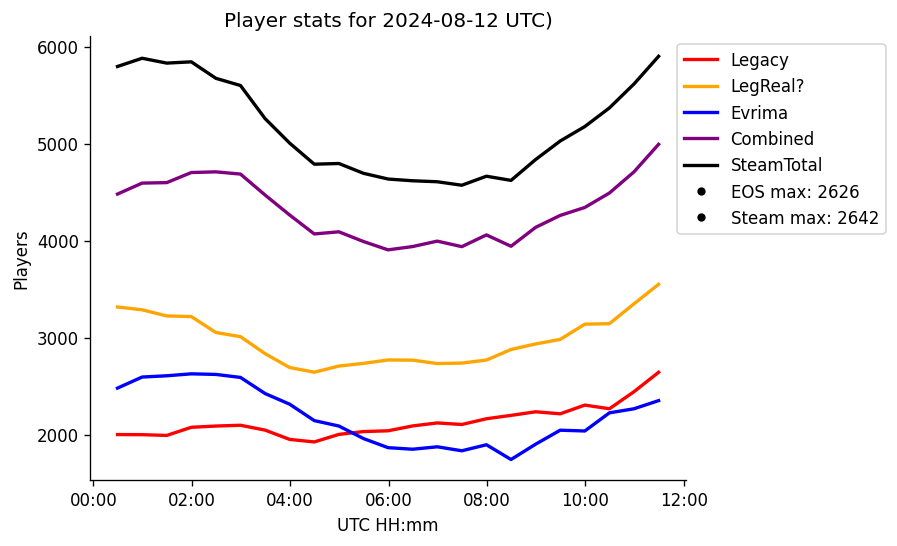 Player stats for 2024-08-12 UTC)
6000
5000
4000
3000
2000
Players
00:00 02:00 04:00 06:00 08:00 10:00 12:00
UTC HH:mm
Legacy
LegReal?
Evrima
Combined
SteamTotal
EOS max: 2626
Steam max: 2642